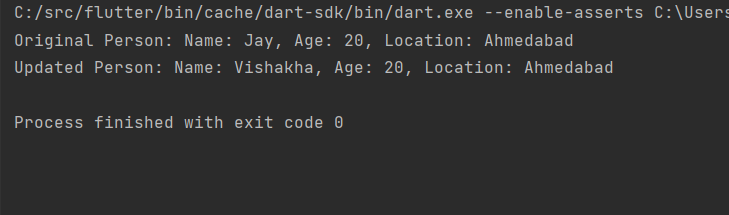 C:/src/flutter/bin/cache/dart-sdk/bin/dart.exe --enable-asserts C:\Users
Original Person: Name: Jay, Age: 20, Location: Ahmedabad
Updated Person: Name: Vishakha, Age: 20, Location: Ahmedabad
Process finished with exit code 0